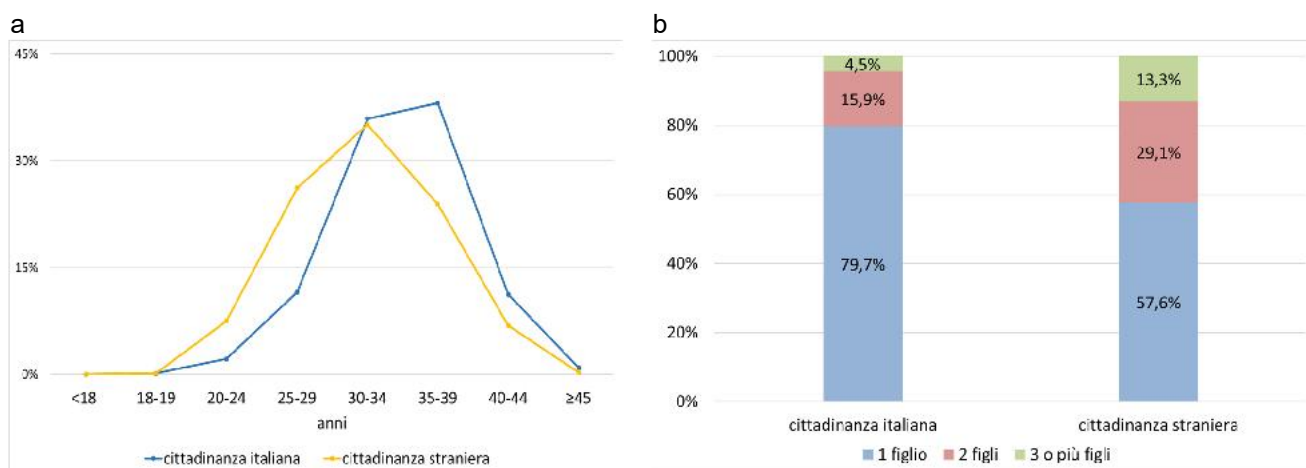 a
45%
30%
15%
0%
<18 18-19 20-24 25-29 30-34 35-39 40-44 ≥45
anni
cittadinanza italiana cittadinanza straniera
b
100%
80%
60%
40%
20%
0%
4,5%
15,9%
79,7%
13,3%
29,1%
57,6%
cittadinanza italiana cittadinanza straniera
1 figlio 2 figli 3 o più figli